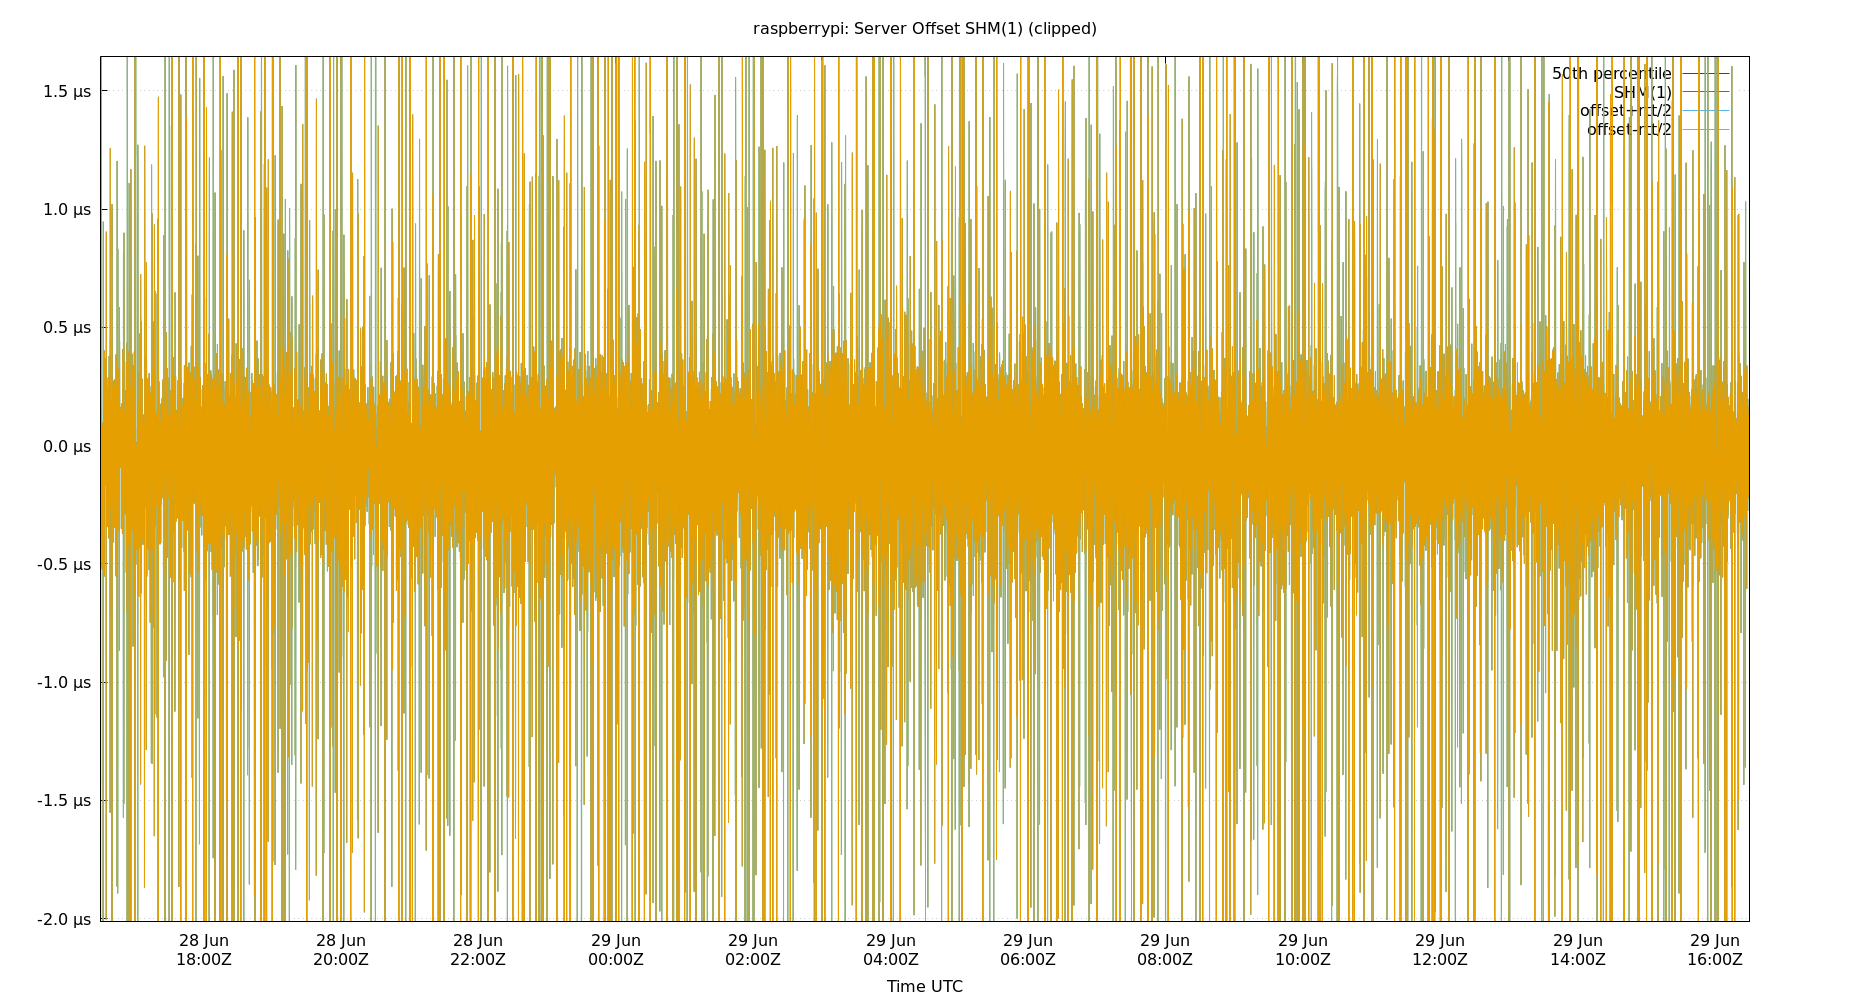 raspberrypi: Server Offset SHM(1) (clipped)
50th percentile
SHM(1)
offset+rtt/2
offset-rtt/2
1.5 µs
1.0 µs
0.5 µs
0.0 µs
-0.5 µs
-1.0 µs
-1.5 µs
-2.0 µs
28 Jun 28 Jun 28 Jun 29 Jun 29 Jun 29 Jun 29 Jun 29 Jun 29 Jun 29 Jun 29 Jun 29 Jun
18:00Z 20:00Z 22:00Z 00:00Z 02:00Z 04:00Z 06:00Z 08:00Z 10:00Z 12:00Z 14:00Z 16:00Z
Time UTC